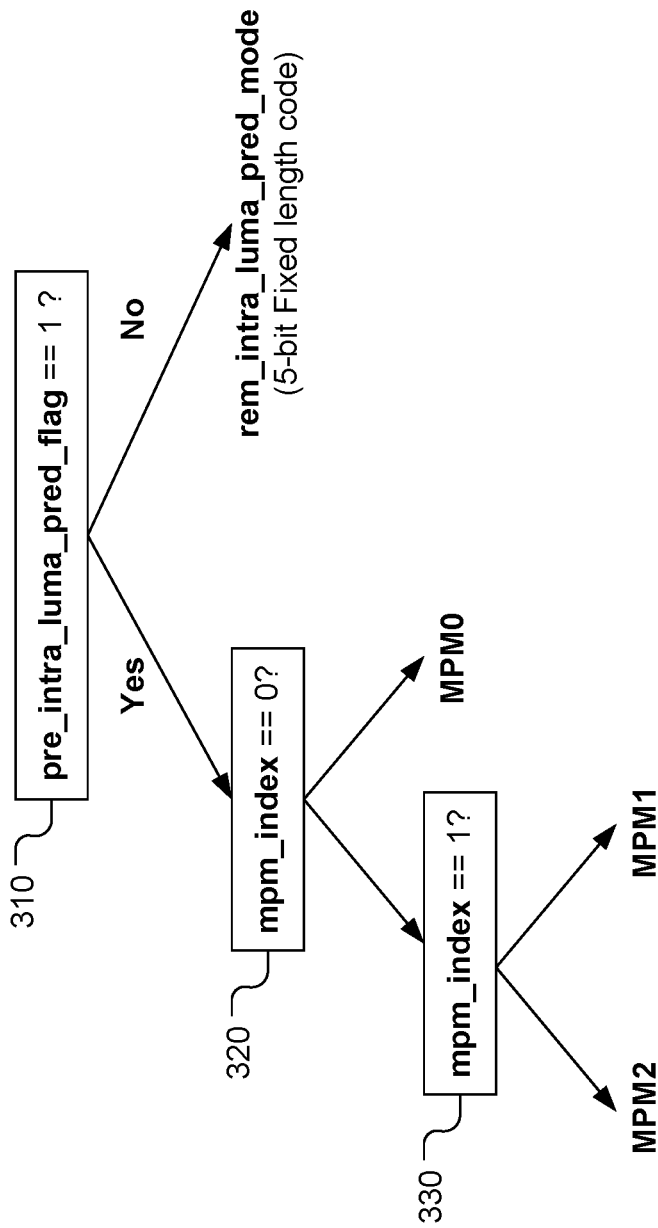 310
pre_intra_luma_pred_flag == 1 ?
Yes
No
320
mpm_index == 0?
rem_intra_luma_pred_mode
(5-bit Fixed length code)
330
mpm_index == 1?
MPM0
MPM2
MPM1